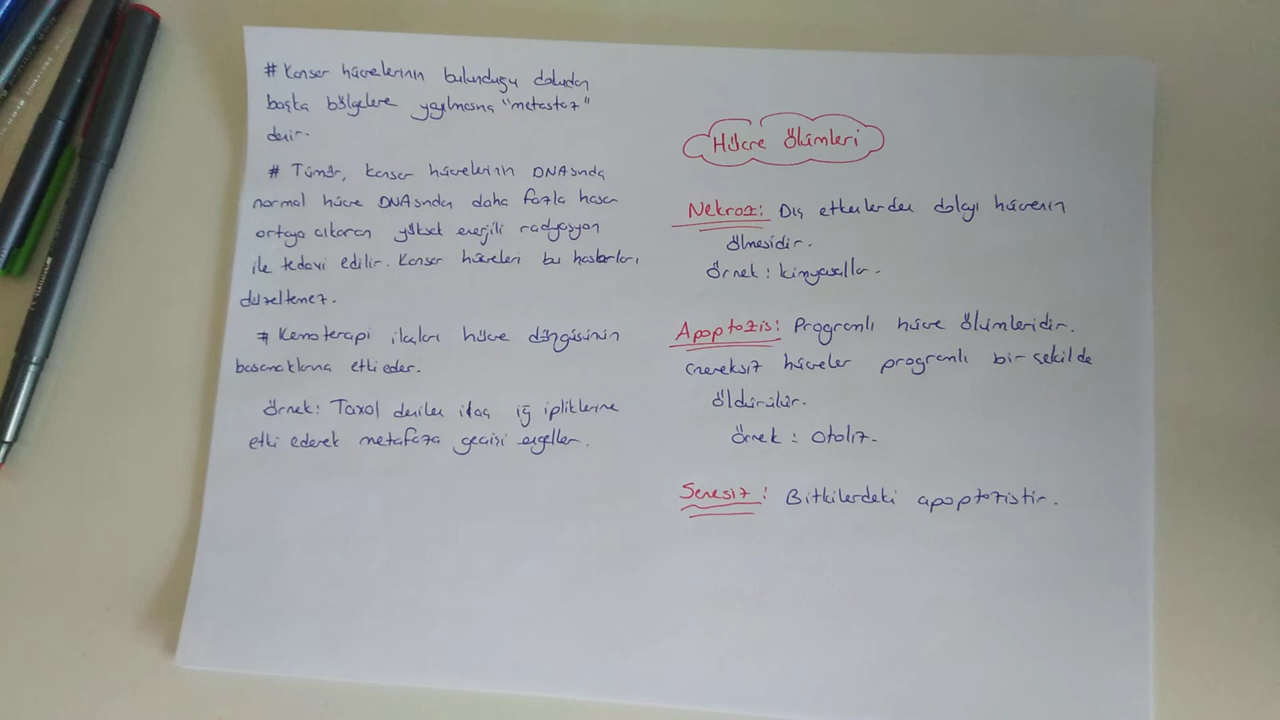 # Kanser hücrelerinin bulunduğu dokudan
başka bölgelere yayılmasına "metastaz"
denir.
# Tümör, kanser hücrelerinin DNAsında
normal hücre DNAsından daha fazla hasar
ortaya çıkaran yüksek enerjili radyasyon
ile tedavi edilir. Kanser hücreleri bu hasarları
düzeltemez.
# Kemoterapi ilaçları hücre döngüsünün
basamaklarına etki eder.
Örnek: Taxol denilen ilaç iğ ipliklerine
etki ederek metafaza geçişi engeller.
Hücre Ölümleri
Nekroz: Dış etkenlerden dolayı hücrenin
ölmesidir.
Örnek: kimyasallar.
Apoptozis: Programlı hücre ölümleridir.
Gereksiz hücreler programlı bir şekilde
öldürülür.
Örnek: Otoliz.
Senesiz: Bitkilerdeki apoptozistir.